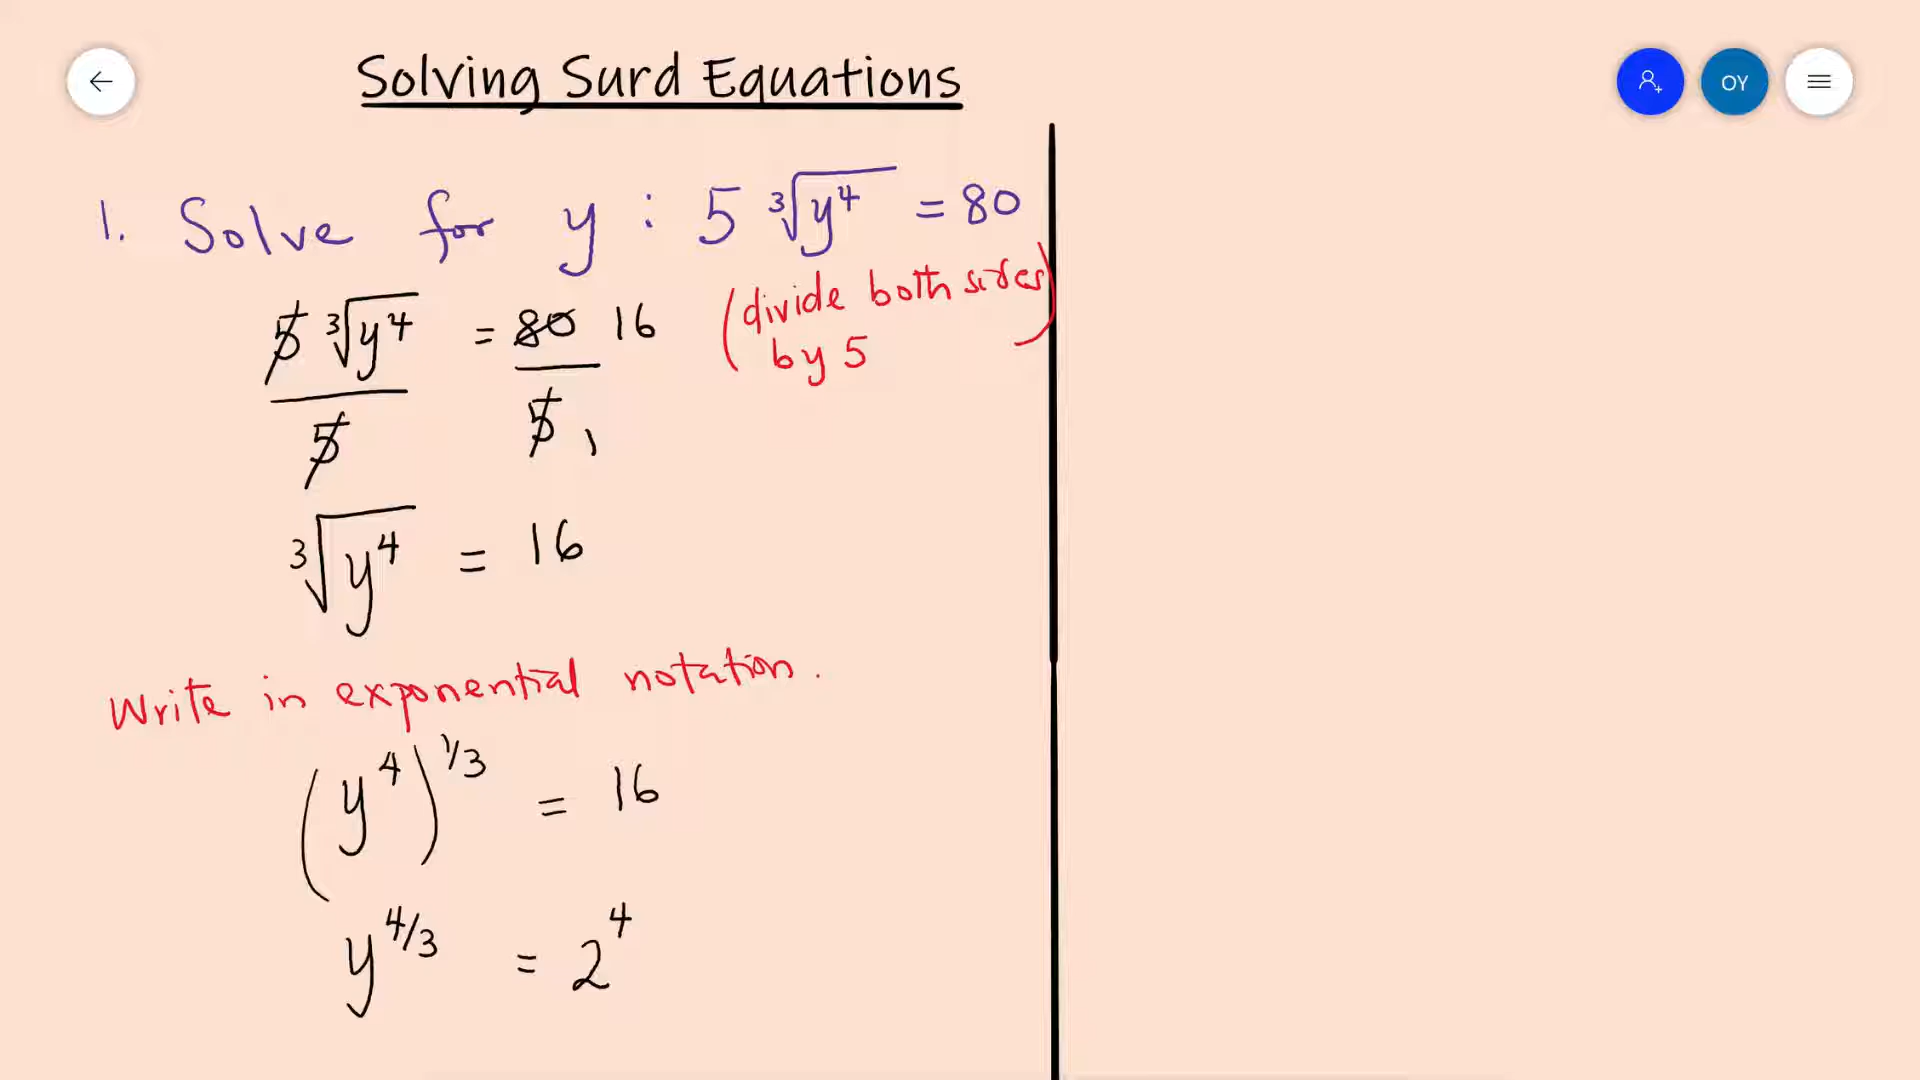 Solving Surd Equations
OY
1. Solve for y : 5 ∛y⁴ = 80
5 ∛y⁴ = 80 16 (divide both sides)
by 5
5 5 1
∛y⁴ = 16
Write in exponential notation.
(y⁴)^1/3 = 16
y^4/3 = 2⁴